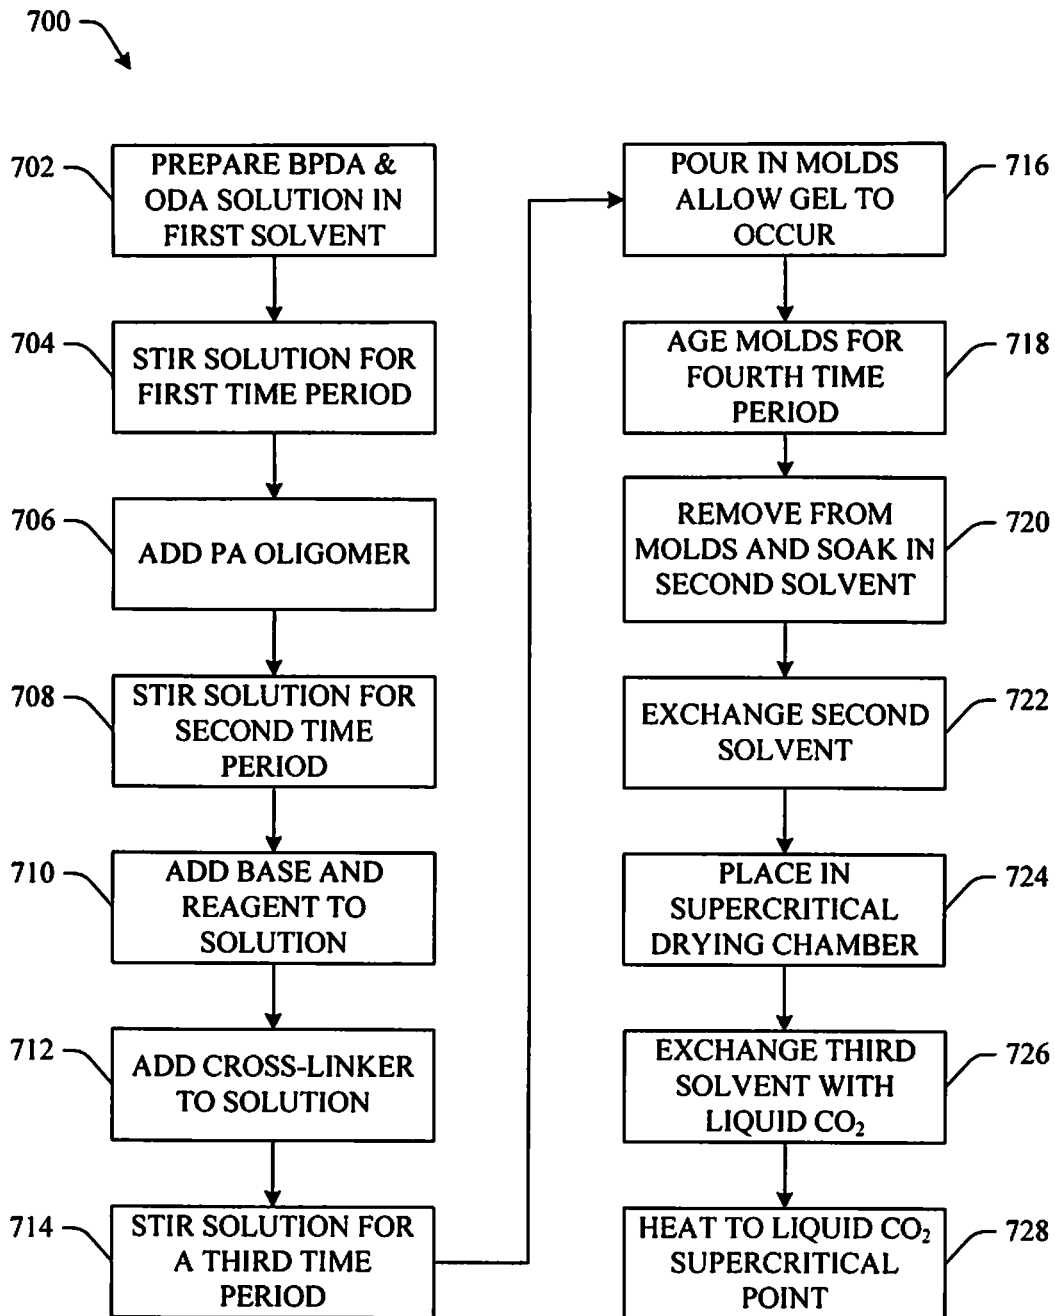 700
702
PREPARE BPDA &
ODA SOLUTION IN
FIRST SOLVENT
704
STIR SOLUTION FOR
FIRST TIME PERIOD
706
ADD PA OLIGOMER
708
STIR SOLUTION FOR
SECOND TIME
PERIOD
710
ADD BASE AND
REAGENT TO
SOLUTION
712
ADD CROSS-LINKER
TO SOLUTION
714
STIR SOLUTION FOR
A THIRD TIME
PERIOD
POUR IN MOLDS
ALLOW GEL TO
OCCUR
716
AGE MOLDS FOR
FOURTH TIME
PERIOD
718
REMOVE FROM
MOLDS AND SOAK IN
SECOND SOLVENT
720
EXCHANGE SECOND
SOLVENT
722
PLACE IN
SUPERCRITICAL
DRYING CHAMBER
724
EXCHANGE THIRD
SOLVENT WITH
LIQUID CO₂
726
HEAT TO LIQUID CO₂
SUPERCRITICAL
POINT
728